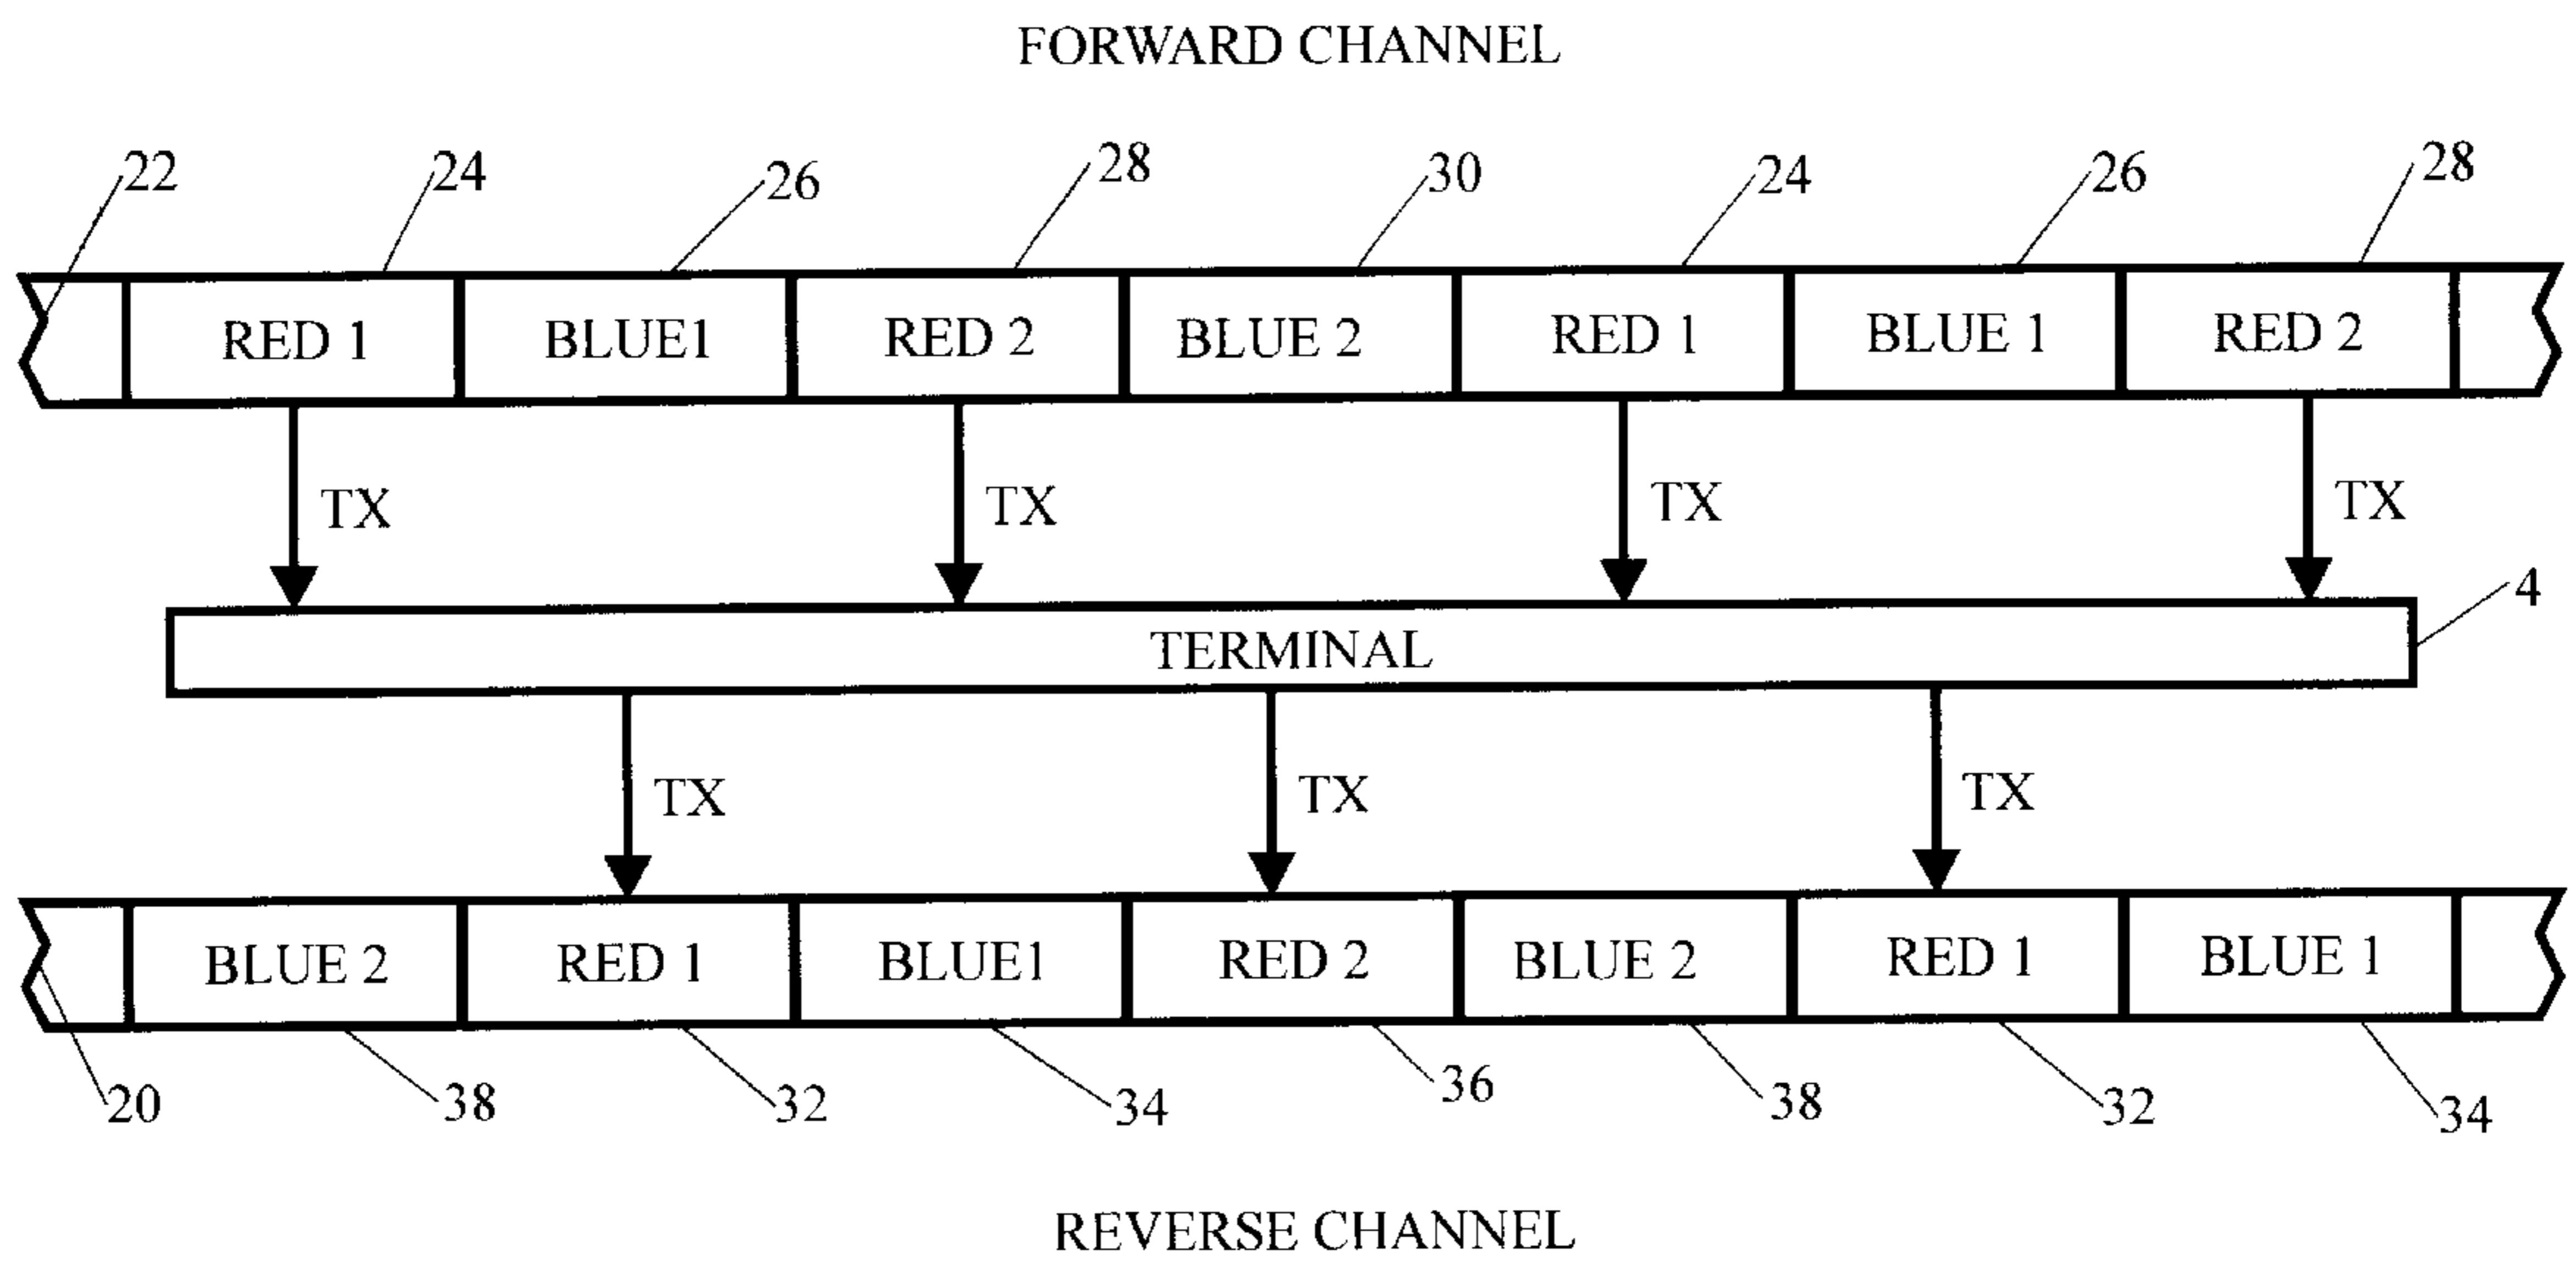 FORWARD CHANNEL
22 24 26 28 30 24 26 28
RED 1 BLUE1 RED 2 BLUE 2 RED 1 BLUE 1 RED 2
TX TX TX TX
4
TERMINAL
TX TX TX
BLUE 2 RED 1 BLUE1 RED 2 BLUE 2 RED 1 BLUE 1
20 38 32 34 36 38 32 34
REVERSE CHANNEL